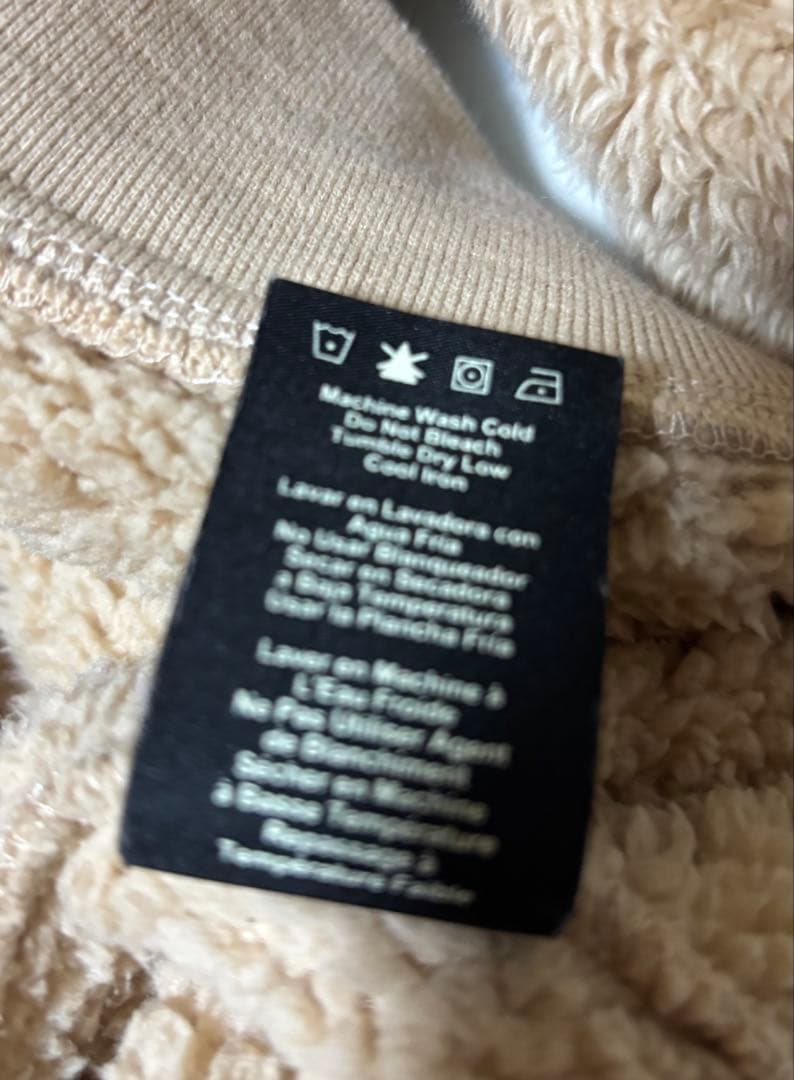 Machine Wash Cold
Do Not Bleach
Tumble Dry Low
Cool Iron
Lavar en Lavadora con
Agua Fria
No Usar Blanqueador
Secar en Secadora
a Baja Temperatura
Usar la Plancha Fria
Laver en Machine à
L'Eau Froide
No Pas Utiliser Agent
de Blanchiment
Sécher en Machine
à Basse Température
Repassage à
Température Faible